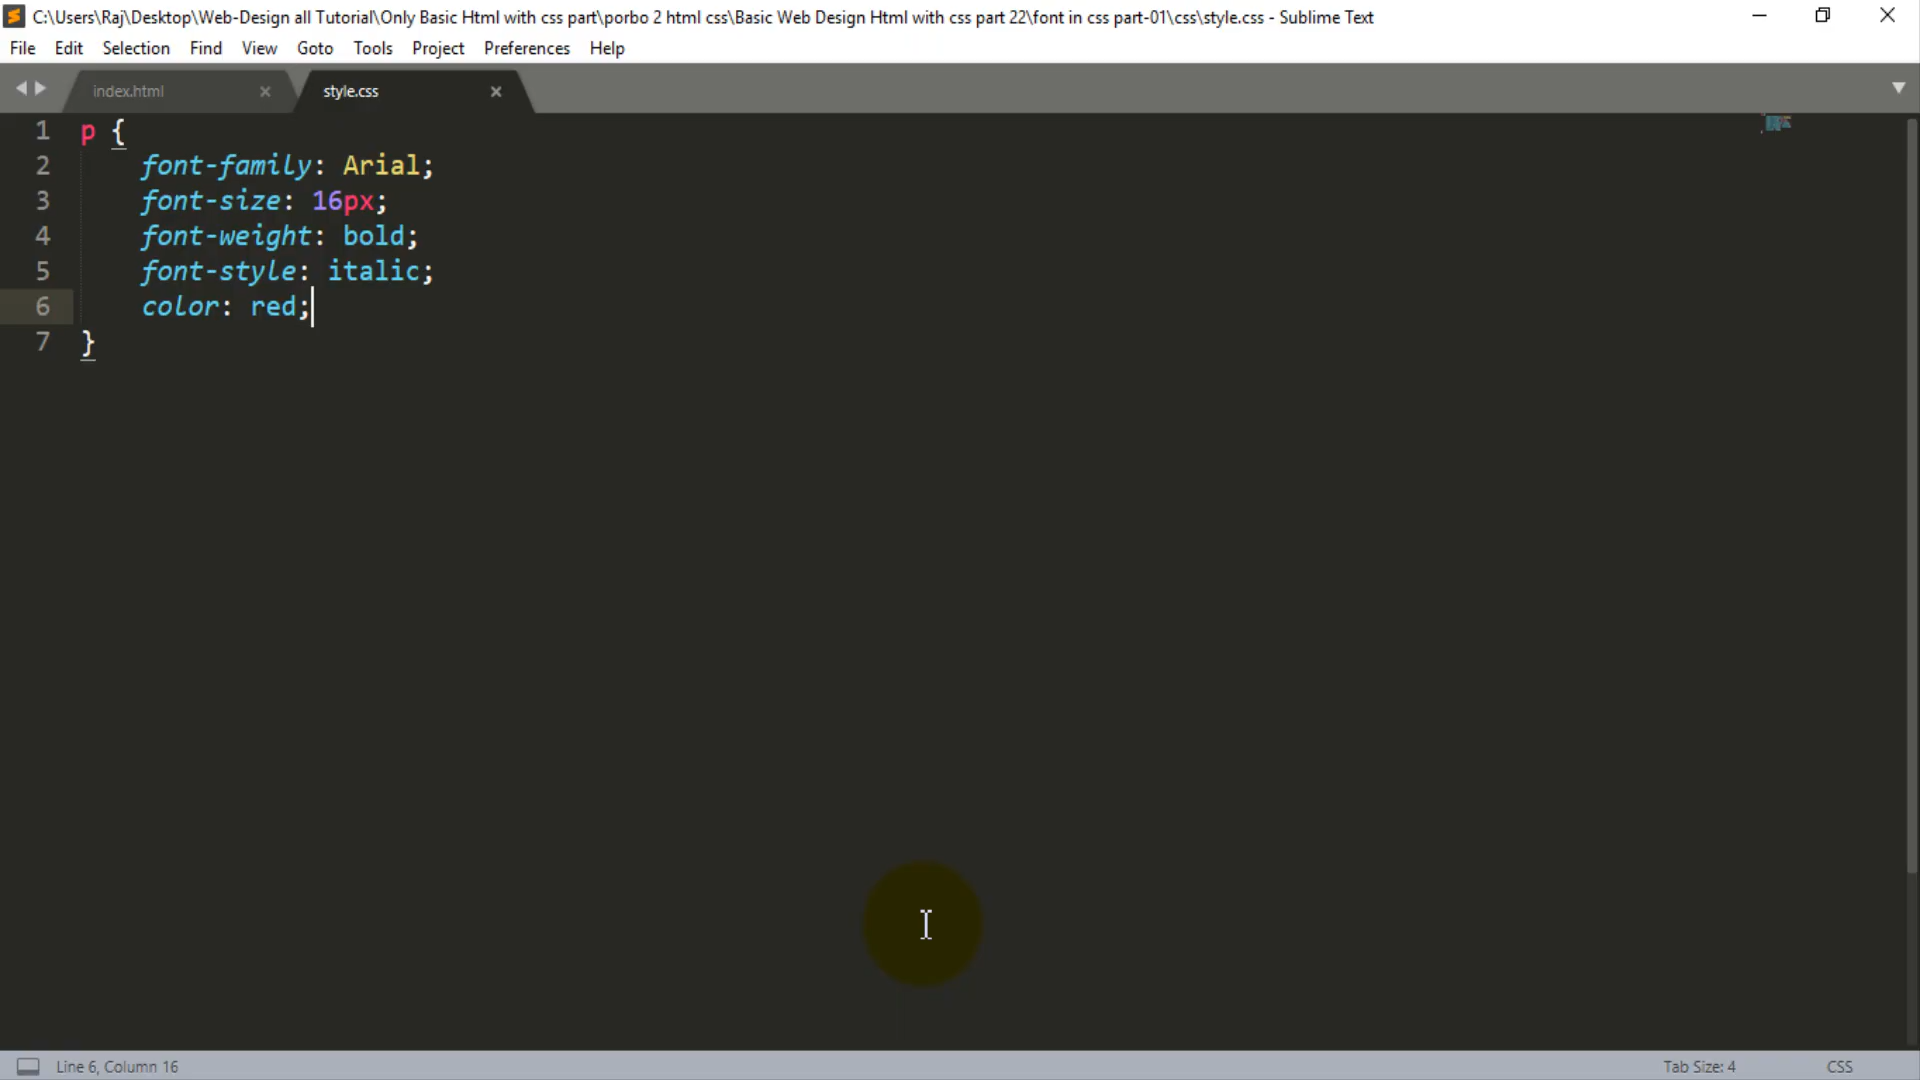 C:\Users\Raj\Desktop\Web-Design all Tutorial\Only Basic Html with css part\porbo 2 html css\Basic Web Design Html with css part 22\font in css part-01\css\style.css - Sublime Text
File Edit Selection Find View Goto Tools Project Preferences Help
index.html style.css
1 p {
2 font-family: Arial;
3 font-size: 16px;
4 font-weight: bold;
5 font-style: italic;
6 color: red;
7 }
Line 6, Column 16 Tab Size: 4 CSS